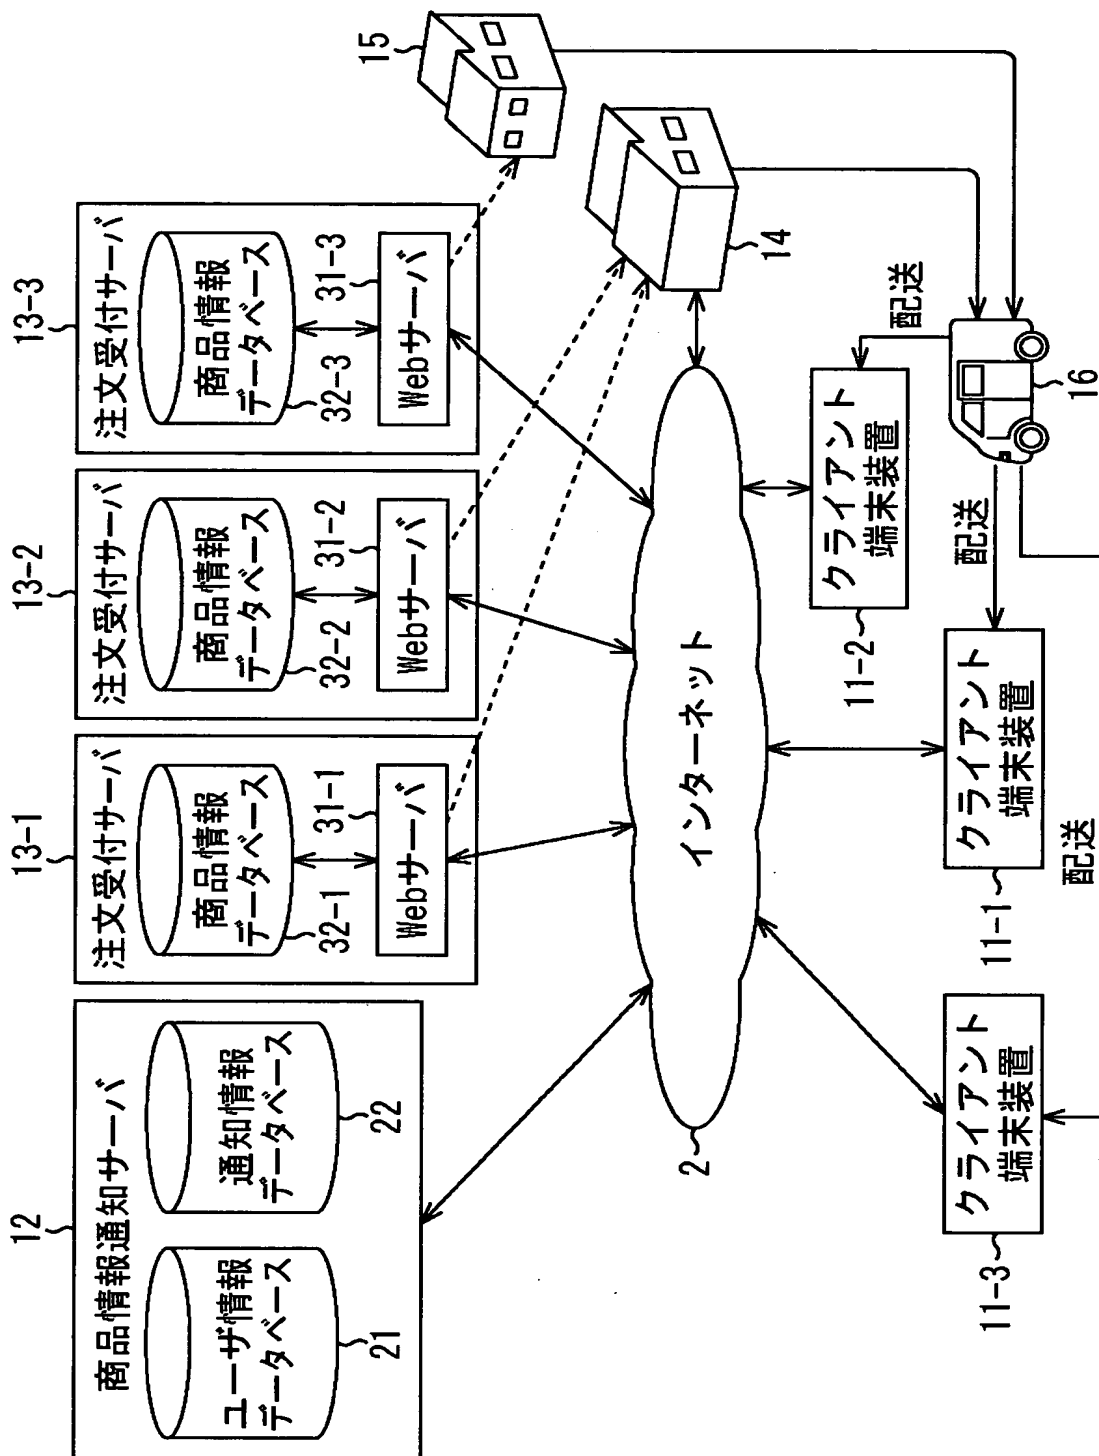 12
商品情報通知サーバ
ユーザ情報
データベース
21
通知情報
データベース
22
13-1
注文受付サーバ
商品情報
データベース
32-1
31-1
Webサーバ
13-2
注文受付サーバ
商品情報
データベース
32-2
31-2
Webサーバ
13-3
注文受付サーバ
商品情報
データベース
32-3
31-3
Webサーバ
15
14
インターネット
2
クライアント
端末装置
11-3
クライアント
端末装置
11-1
クライアント
端末装置
11-2
配送
配送
配送
16